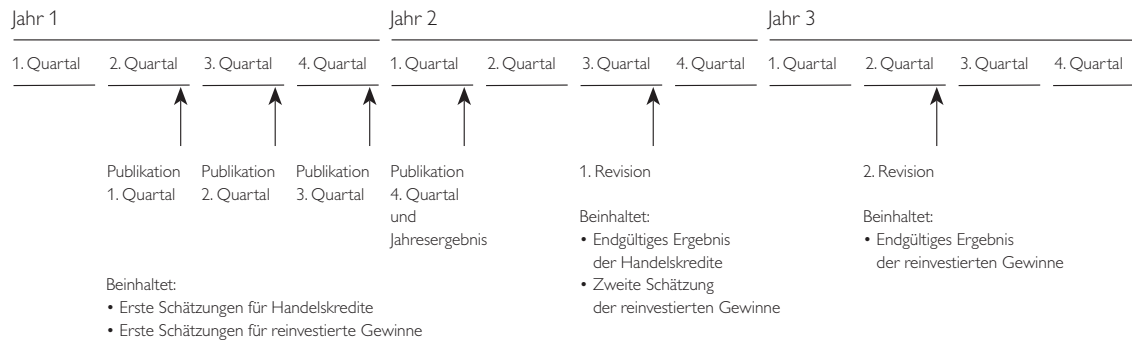 Jahr 1
Jahr 2
Jahr 3
1. Quartal
2. Quartal
3. Quartal
4. Quartal
1. Quartal
2. Quartal
3. Quartal
4. Quartal
1. Quartal
2. Quartal
3. Quartal
4. Quartal
Publikation
1. Quartal
Publikation
2. Quartal
Publikation
3. Quartal
Publikation
4. Quartal
und
Jahresergebnis
Beinhaltet:
• Erste Schätzungen für Handelskredite
• Erste Schätzungen für reinvestierte Gewinne
1. Revision
Beinhaltet:
• Endgültiges Ergebnis
der Handelskredite
• Zweite Schätzung
der reinvestierten Gewinne
2. Revision
Beinhaltet:
• Endgültiges Ergebnis
der reinvestierten Gewinne